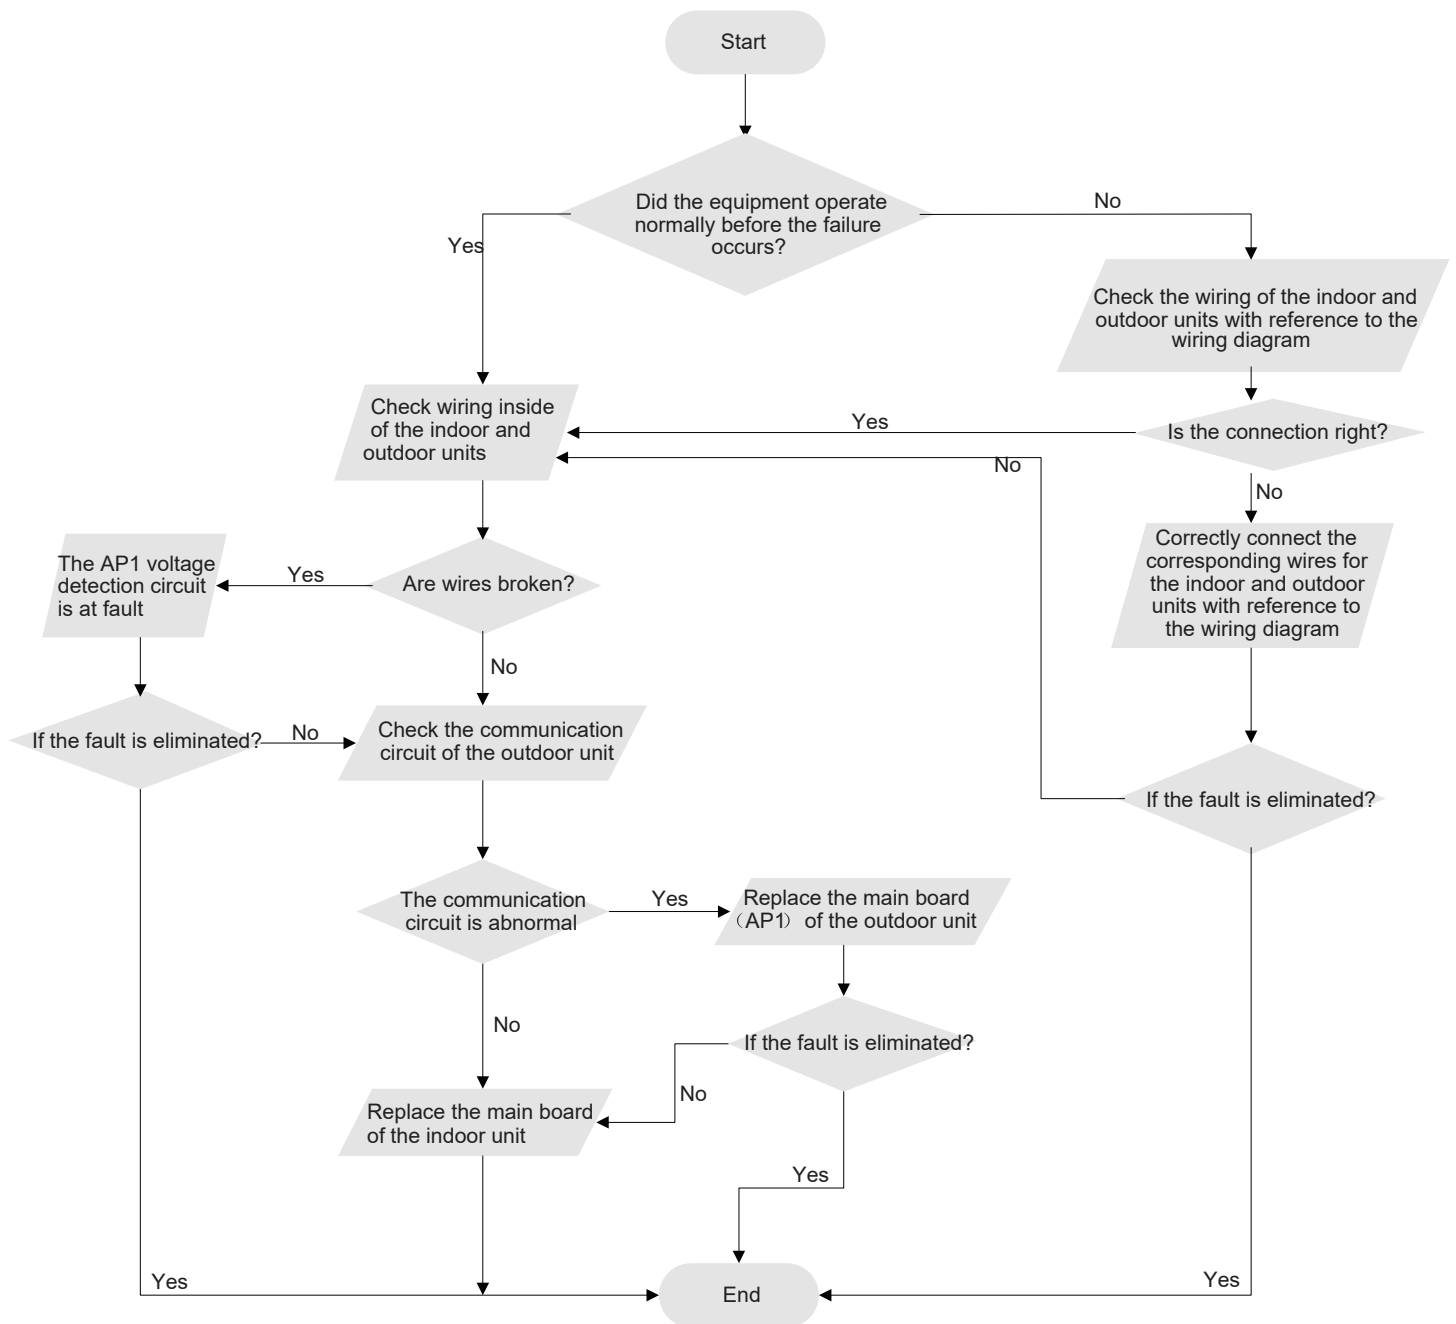 Start
Did the equipment operate
normally before the failure
occurs?
No
Yes
Check the wiring of the indoor and
outdoor units with reference to the
wiring diagram
Check wiring inside
of the indoor and
outdoor units
Yes
Is the connection right?
No
No
Correctly connect the
corresponding wires for
the indoor and outdoor
units with reference to
the wiring diagram
The AP1 voltage
detection circuit
is at fault
Yes
Are wires broken?
No
If the fault is eliminated?
No
Check the communication
circuit of the outdoor unit
If the fault is eliminated?
The communication
circuit is abnormal
Yes
Replace the main board
（AP1） of the outdoor unit
No
If the fault is eliminated?
No
Replace the main board
of the indoor unit
Yes
Yes
End
Yes